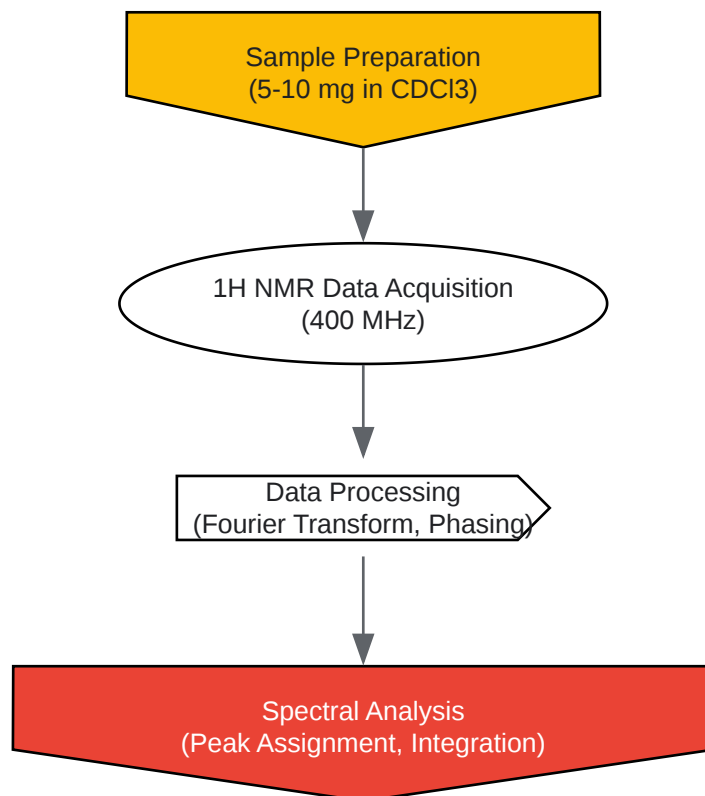 Sample Preparation
(5-10 mg in CDCl3)
1H NMR Data Acquisition
(400 MHz)
Data Processing
(Fourier Transform, Phasing)
Spectral Analysis
(Peak Assignment, Integration)